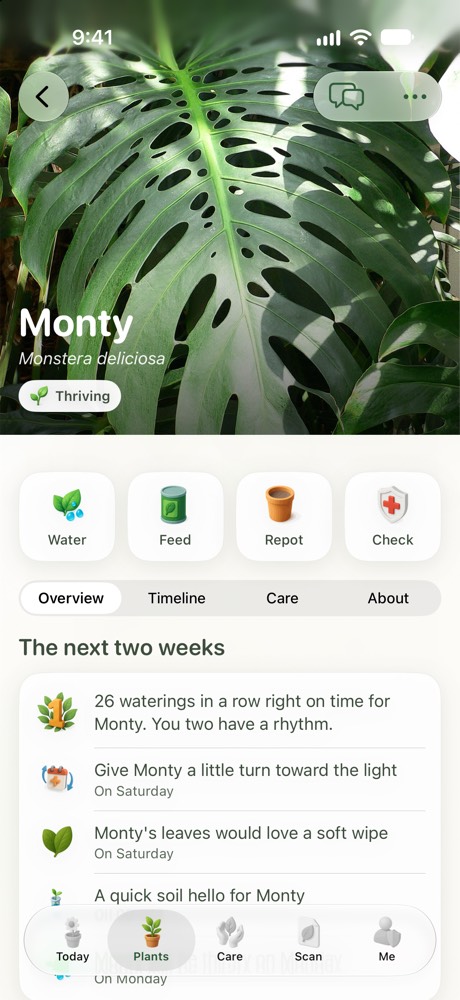 9:41
Monty
Monstera deliciosa
Thriving
Water
Feed
Repot
Check
Overview
Timeline
Care
About
The next two weeks
26 waterings in a row right on time for
Monty. You two have a rhythm.
Give Monty a little turn toward the light
On Saturday
Monty's leaves would love a soft wipe
On Saturday
A quick soil hello for Monty
Today
Plants
Care
Scan
Me
On Monday